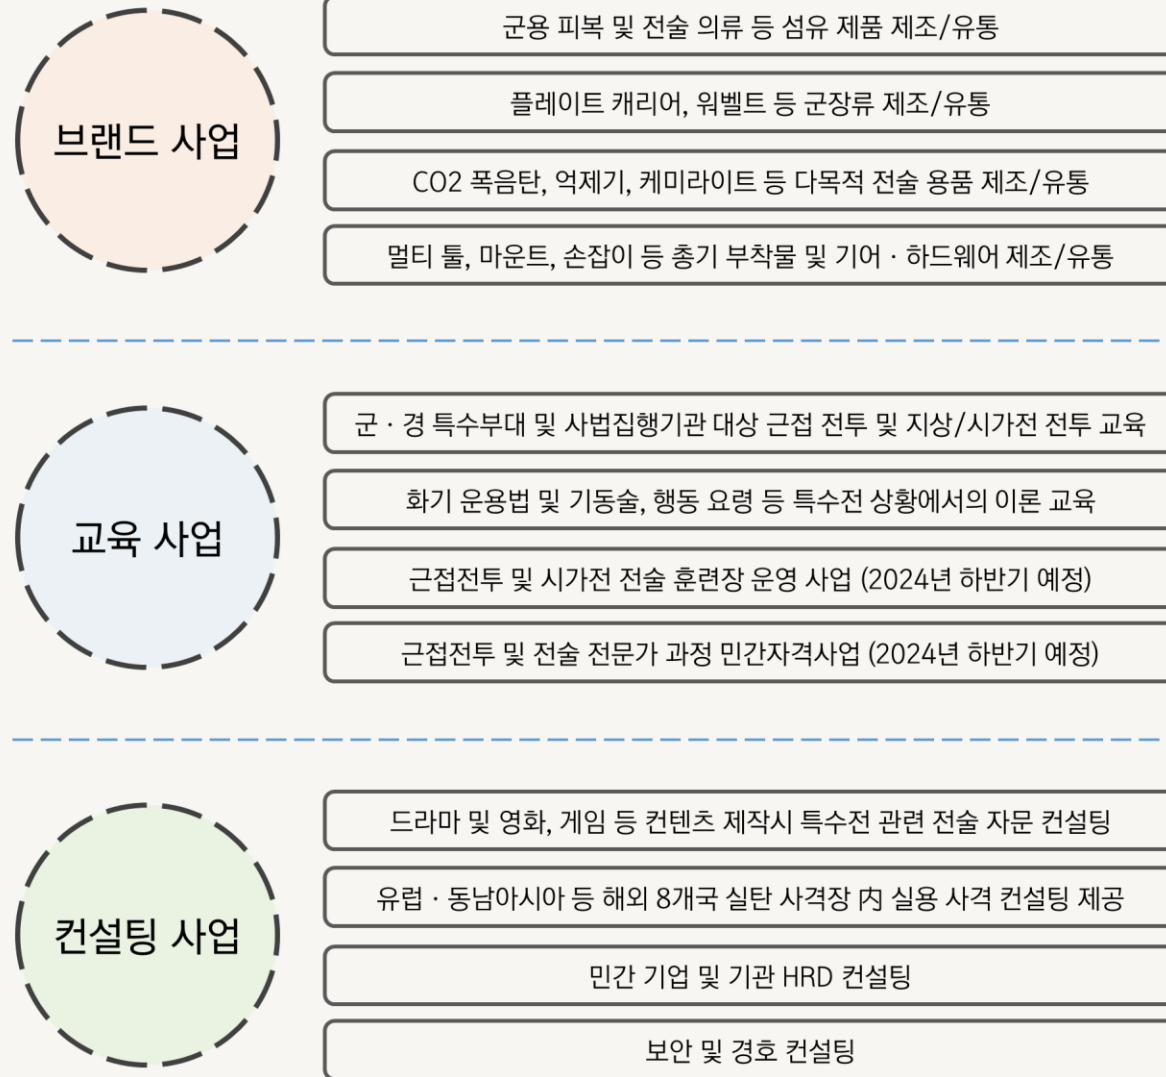 브랜드 사업
군용 피복 및 전술 의류 등 섬유 제품 제조/유통
플레이트 캐리어, 워벨트 등 군장류 제조/유통
CO2 폭음탄, 억제기, 케미라이트 등 다목적 전술 용품 제조/유통
멀티 툴, 마운트, 손잡이 등 총기 부착물 및 기어 · 하드웨어 제조/유통
교육 사업
군 · 경 특수부대 및 사법집행기관 대상 근접 전투 및 지상/시가전 전투 교육
화기 운용법 및 기동술, 행동 요령 등 특수전 상황에서의 이론 교육
근접전투 및 시가전 전술 훈련장 운영 사업 (2024년 하반기 예정)
근접전투 및 전술 전문가 과정 민간자격사업 (2024년 하반기 예정)
컨설팅 사업
드라마 및 영화, 게임 등 컨텐츠 제작시 특수전 관련 전술 자문 컨설팅
유럽 · 동남아시아 등 해외 8개국 실탄 사격장 内 실용 사격 컨설팅 제공
민간 기업 및 기관 HRD 컨설팅
보안 및 경호 컨설팅